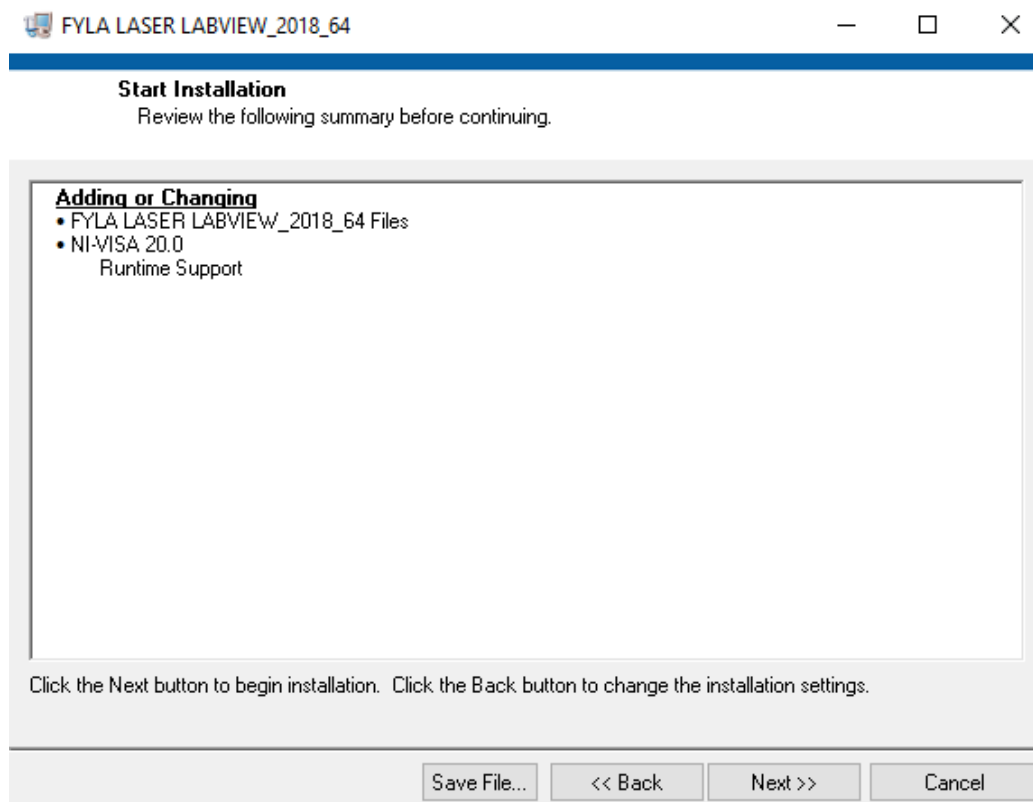 FYLA LASER LABVIEW_2018_64
Start Installation
Review the following summary before continuing.
Adding or Changing
• FYLA LASER LABVIEW_2018_64 Files
• NI-VISA 20.0
Runtime Support
Click the Next button to begin installation. Click the Back button to change the installation settings.
Save File... << Back Next >> Cancel